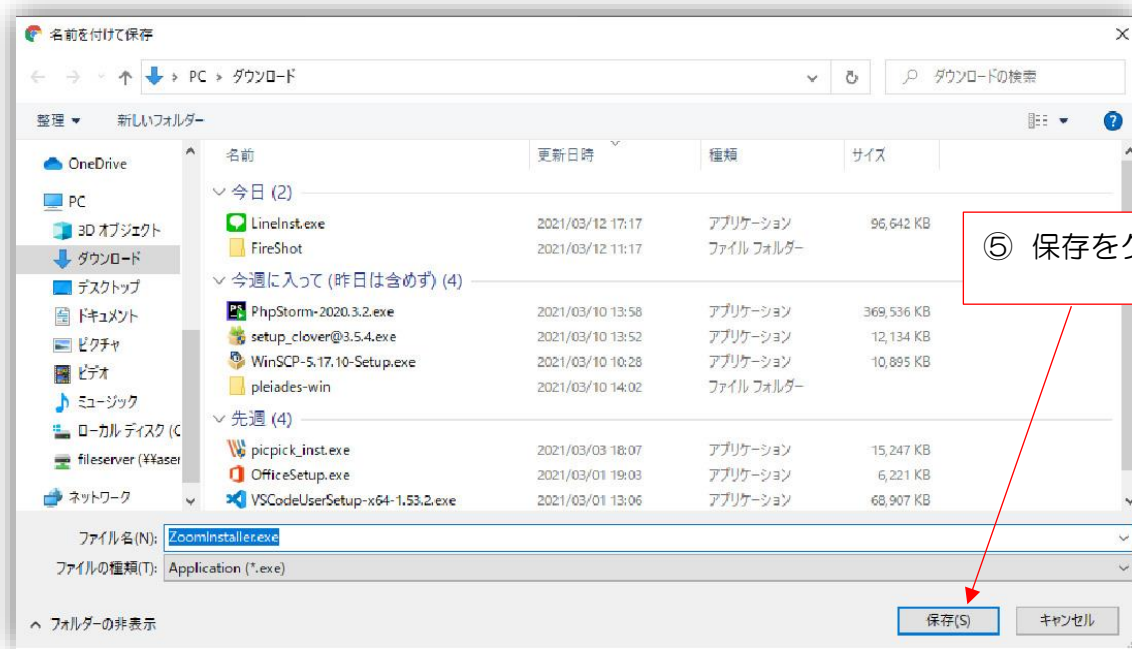 名前を付けて保存
PC › ダウンロード
ダウンロードの検索
整理 新しいフォルダー
名前 更新日時 種類 サイズ
OneDrive
PC
3D オブジェクト
ダウンロード
デスクトップ
ドキュメント
ピクチャ
ビデオ
ミュージック
ローカル ディスク (C
fileserver (¥¥aser
ネットワーク
今日 (2)
LineInst.exe 2021/03/12 17:17 アプリケーション 96,642 KB
FireShot 2021/03/12 11:17 ファイル フォルダー
今週に入って (昨日は含めず) (4)
PhpStorm-2020.3.2.exe 2021/03/10 13:58 アプリケーション 369,536 KB
setup_clover@3.5.4.exe 2021/03/10 13:52 アプリケーション 12,134 KB
WinSCP-5.17.10-Setup.exe 2021/03/10 10:28 アプリケーション 10,895 KB
pleiades-win 2021/03/10 14:02 ファイル フォルダー
先週 (4)
picpick_inst.exe 2021/03/03 18:07 アプリケーション 15,247 KB
OfficeSetup.exe 2021/03/01 19:03 アプリケーション 6,221 KB
VSCodeUserSetup-x64-1.53.2.exe 2021/03/01 13:06 アプリケーション 68,907 KB
⑤ 保存をク
ファイル名(N): ZoomInstaller.exe
ファイルの種類(T): Application (*.exe)
フォルダーの非表示
保存(S) キャンセル